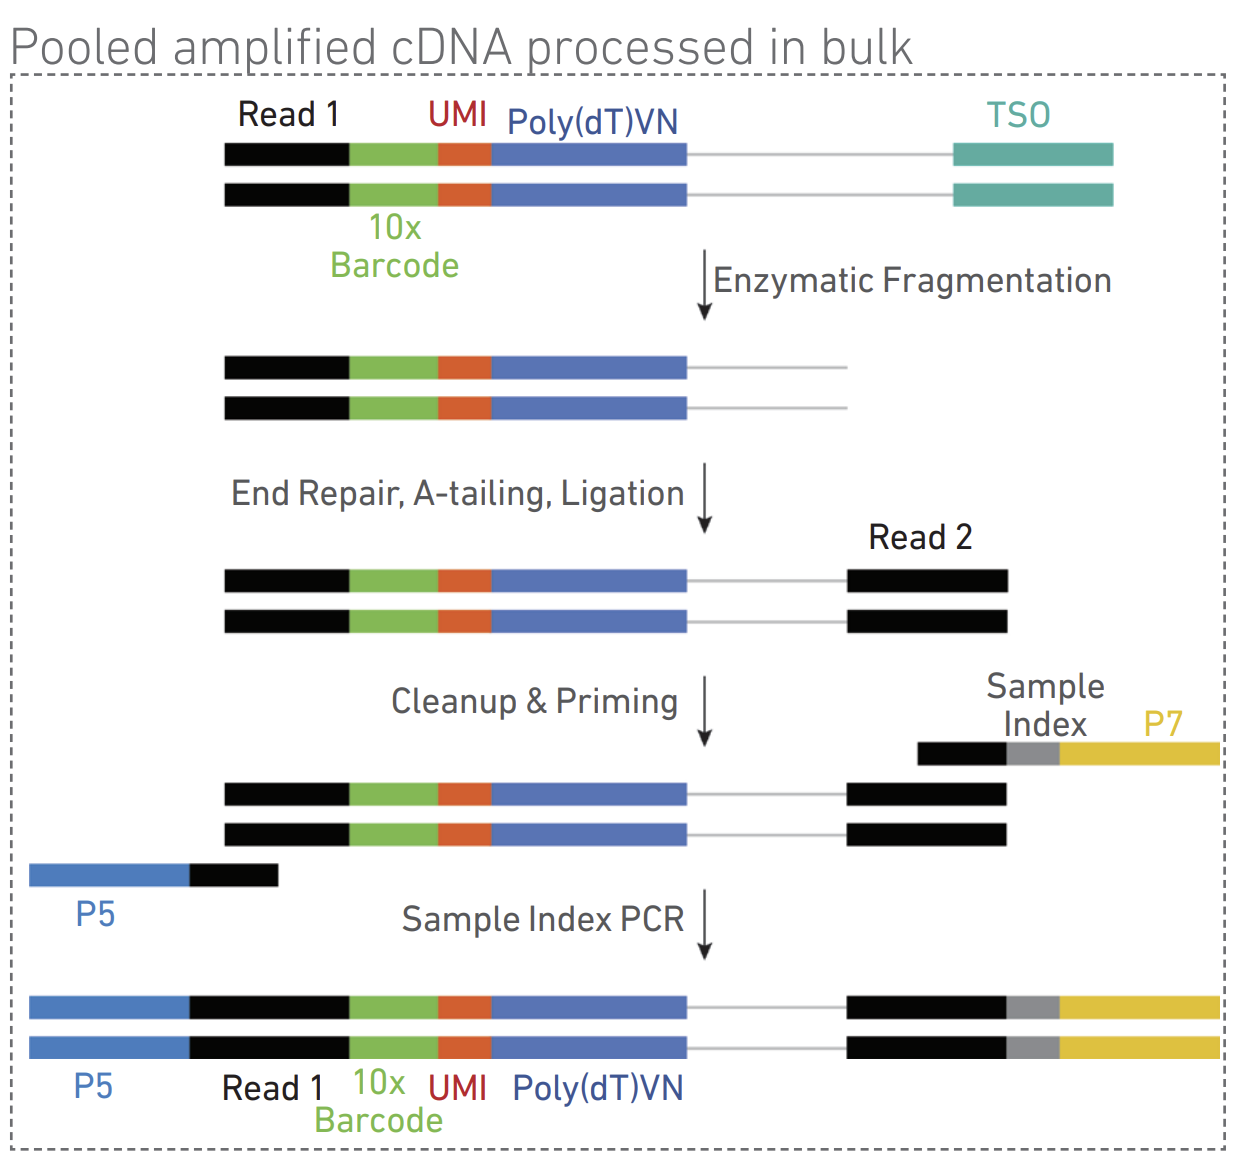 Pooled amplified cDNA processed in bulk
Read 1
UMI
Poly(dT)VN
TSO
10x
Barcode
Enzymatic Fragmentation
End Repair, A-tailing, Ligation
Read 2
Cleanup & Priming
Sample
Index
P7
P5
Sample Index PCR
P5
Read 1
10x
Barcode
UMI
Poly(dT)VN